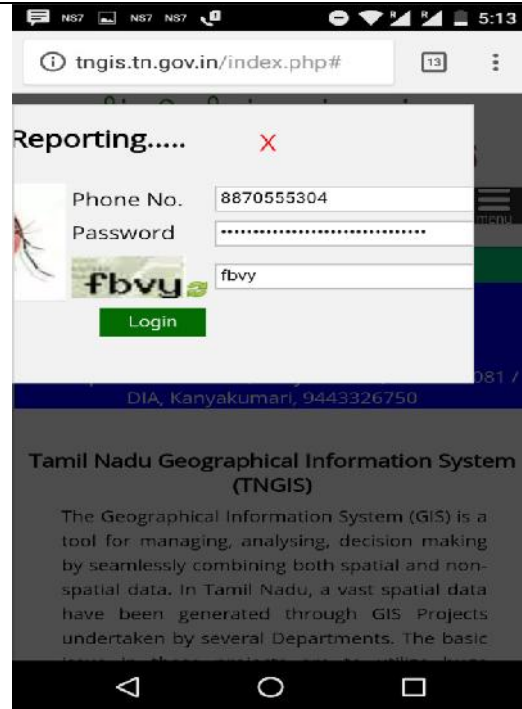 NS7 NS7 NS7 5:13
tngis.tn.gov.in/index.php# 13
Reporting..... X
Phone No. 8870555304
menu
Password ································
fbvy fbvy
Login
081 /
DIA, Kanyakumari, 9443326750
Tamil Nadu Geographical Information System
(TNGIS)
The Geographical Information System (GIS) is a
tool for managing, analysing, decision making
by seamlessly combining both spatial and non-
spatial data. In Tamil Nadu, a vast spatial data
have been generated through GIS Projects
undertaken by several Departments. The basic